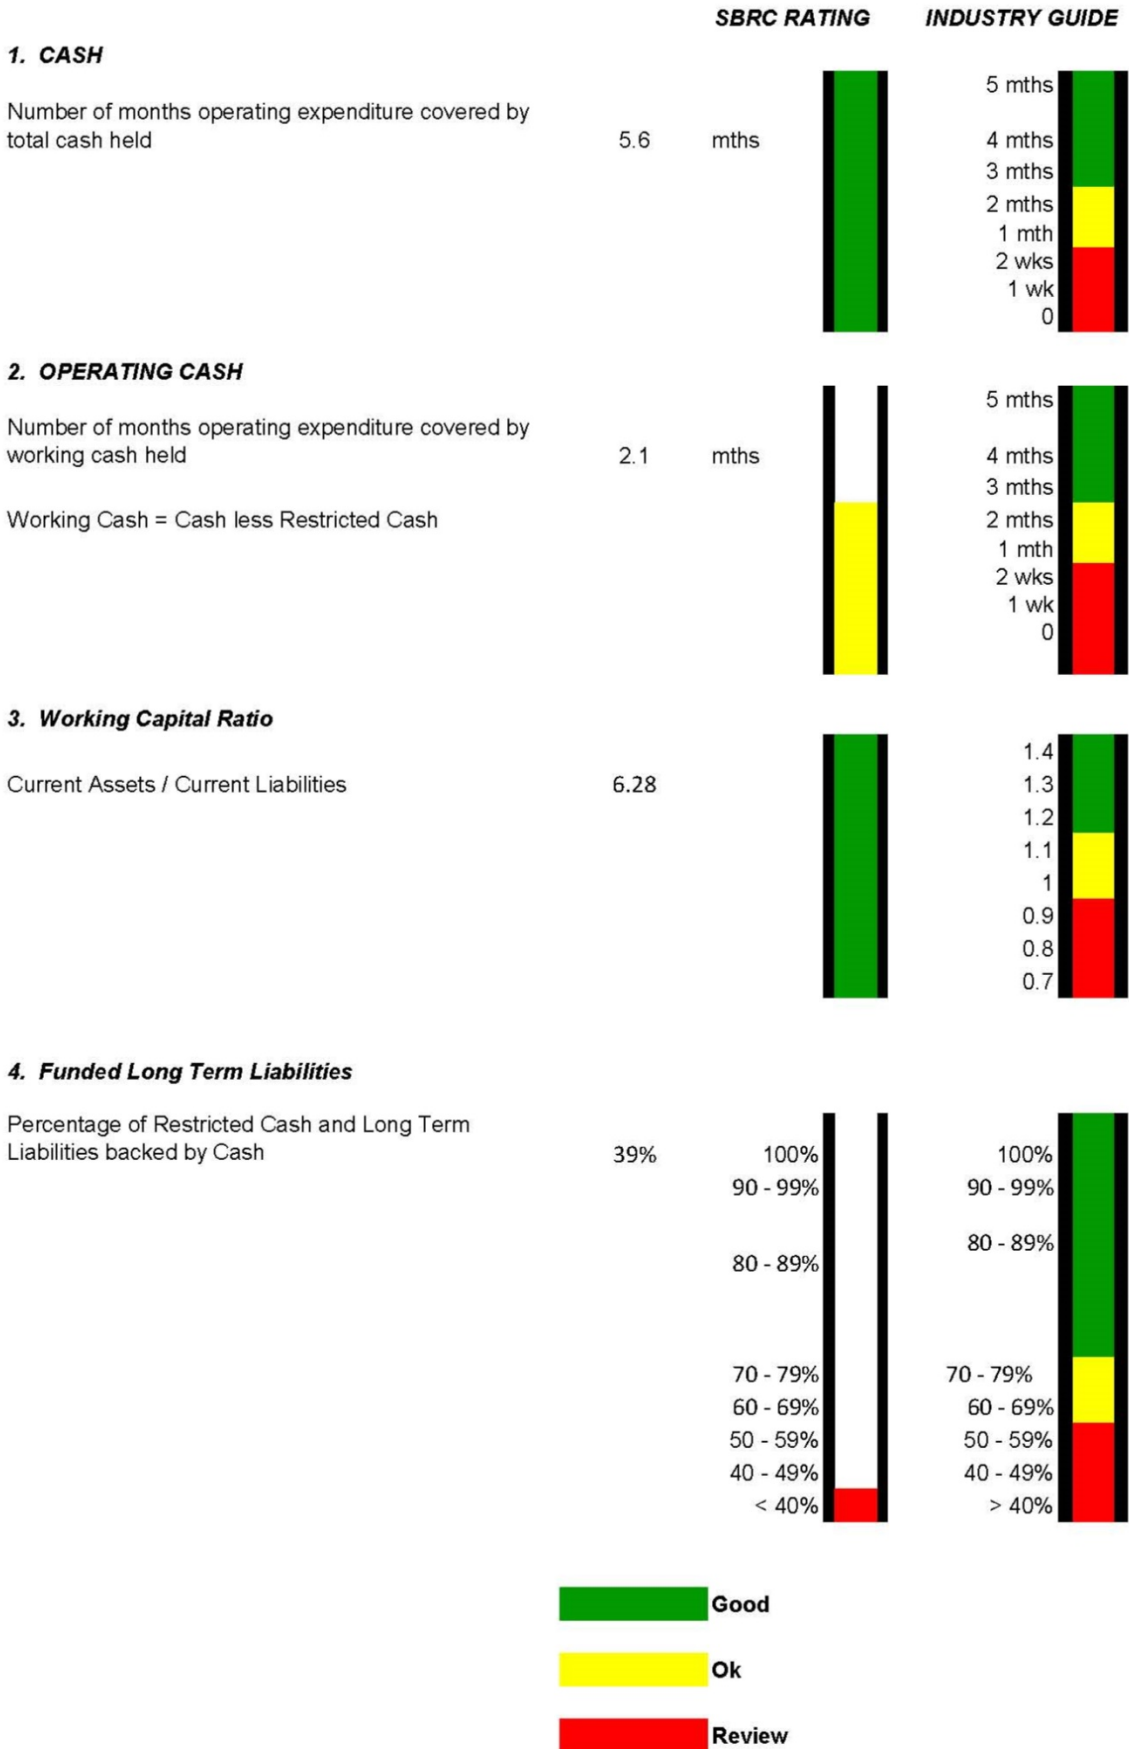 SBRC RATING INDUSTRY GUIDE
1. CASH
Number of months operating expenditure covered by
total cash held
5.6 mths
5 mths
4 mths
3 mths
2 mths
1 mth
2 wks
1 wk
0
2. OPERATING CASH
Number of months operating expenditure covered by
working cash held
2.1 mths
Working Cash = Cash less Restricted Cash
5 mths
4 mths
3 mths
2 mths
1 mth
2 wks
1 wk
0
3. Working Capital Ratio
Current Assets / Current Liabilities
6.28
1.4
1.3
1.2
1.1
1
0.9
0.8
0.7
4. Funded Long Term Liabilities
Percentage of Restricted Cash and Long Term
Liabilities backed by Cash
39%
100% 100%
90 - 99% 90 - 99%
80 - 89% 80 - 89%
70 - 79% 70 - 79%
60 - 69% 60 - 69%
50 - 59% 50 - 59%
40 - 49% 40 - 49%
< 40% > 40%
Good
Ok
Review